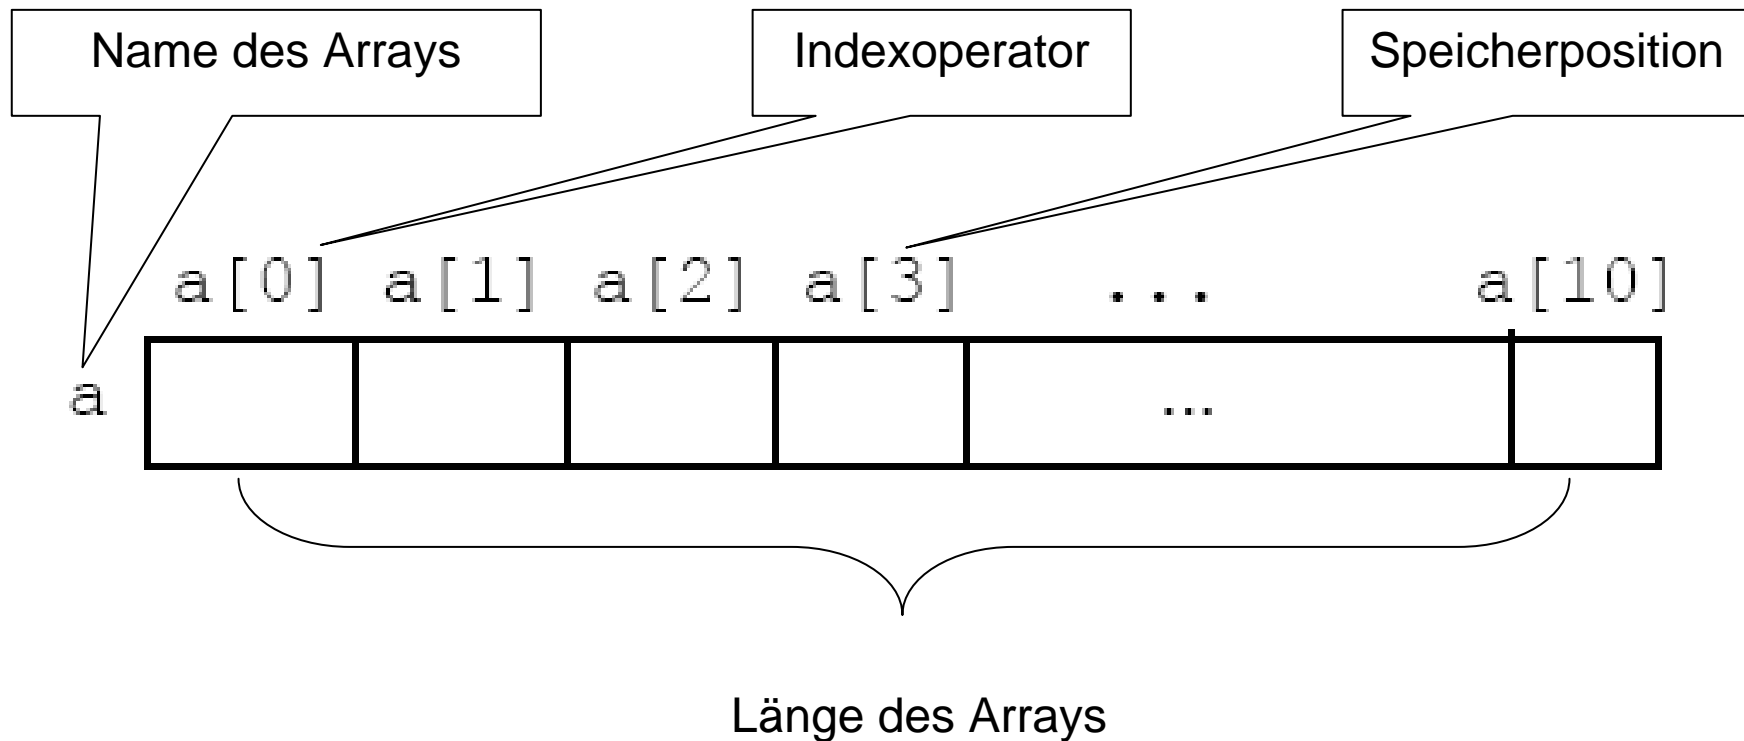 Name des Arrays Indexoperator Speicherposition
a[0] a[1] a[2] a[3] ... a[10]
a ...
Länge des Arrays